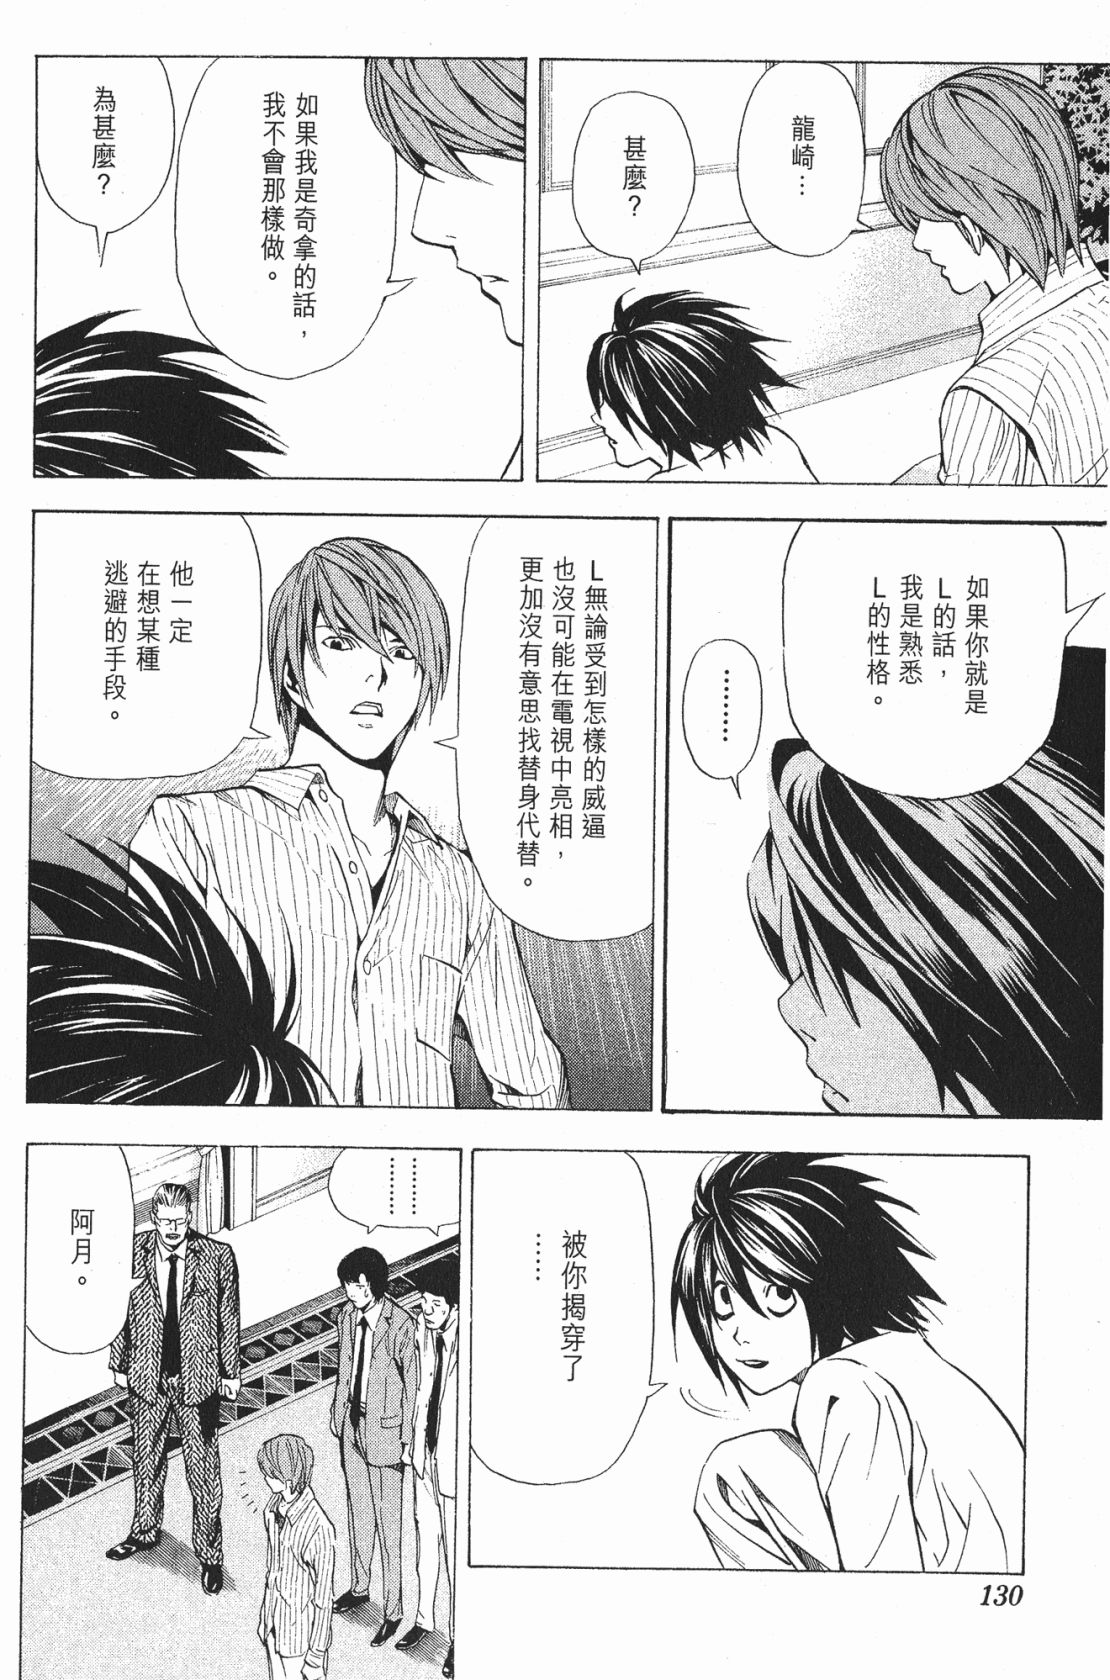 龍崎…
甚麼？
如果我是奇拿的話，
我不會那樣做。
為甚麼？
如果你就是
L的話，
我是熟悉
L的性格。
………
L無論受到怎樣的威逼
也沒可能在電視中亮相，
更加沒有意思找替身代替。
他一定
在想某種
逃避的手段。
被你揭穿了
……
………
………
阿月。
130